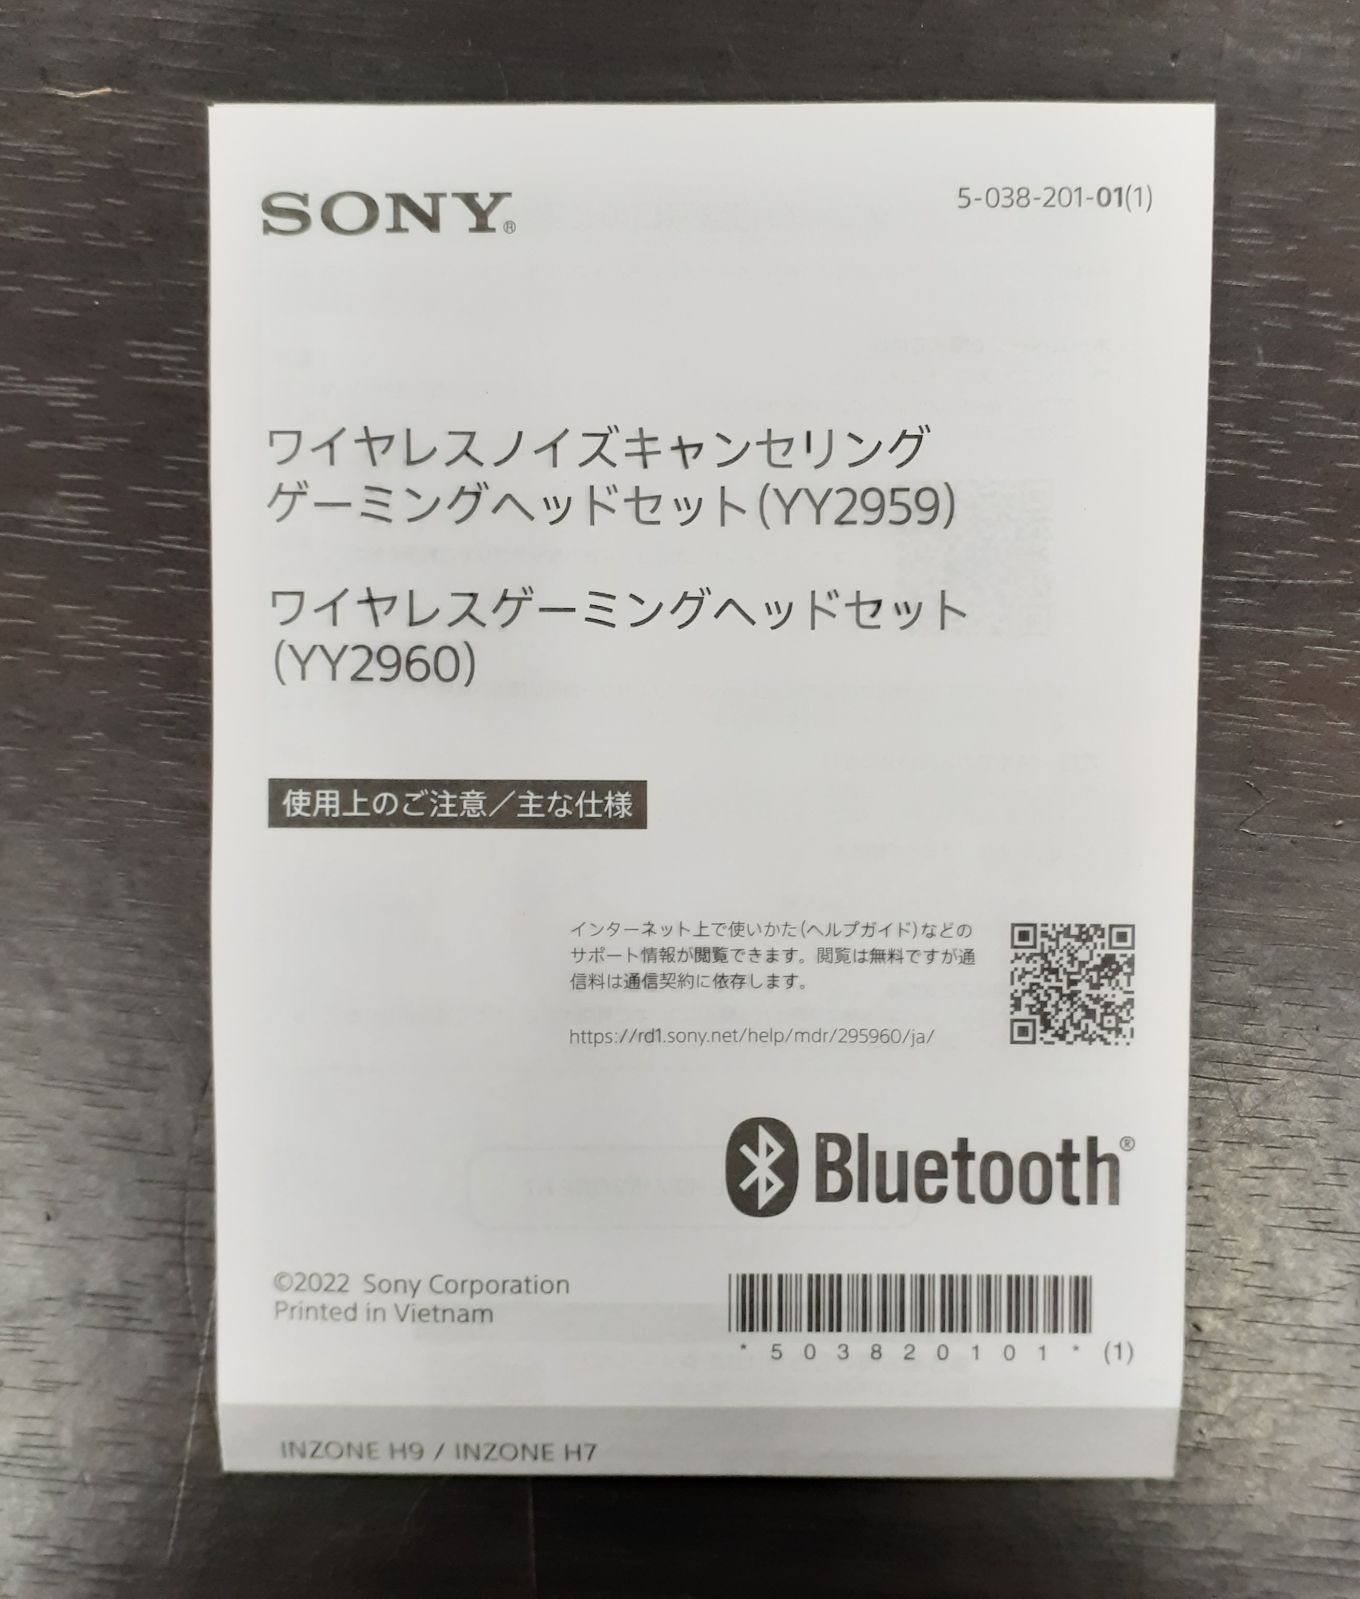 SONY®
5-038-201-01(1)
ワイヤレスノイズキャンセリング
ゲーミングヘッドセット(YY2959)
ワイヤレスゲーミングヘッドセット
(YY2960)
使用上のご注意／主な仕様
インターネット上で使いかた(ヘルプガイド)などの
サポート情報が閲覧できます。閲覧は無料ですが通
信料は通信契約に依存します。
https://rd1.sony.net/help/mdr/295960/ja/
Bluetooth®
©2022 Sony Corporation
Printed in Vietnam
* 5 0 3 8 2 0 1 0 1 * (1)
INZONE H9 / INZONE H7